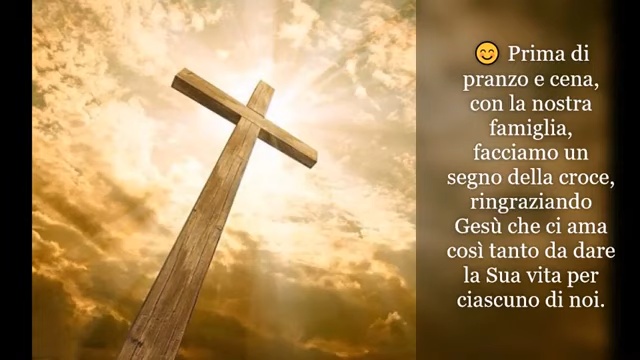 😊 Prima di
pranzo e cena,
con la nostra
famiglia,
facciamo un
segno della croce,
ringraziando
Gesù che ci ama
così tanto da dare
la Sua vita per
ciascuno di noi.